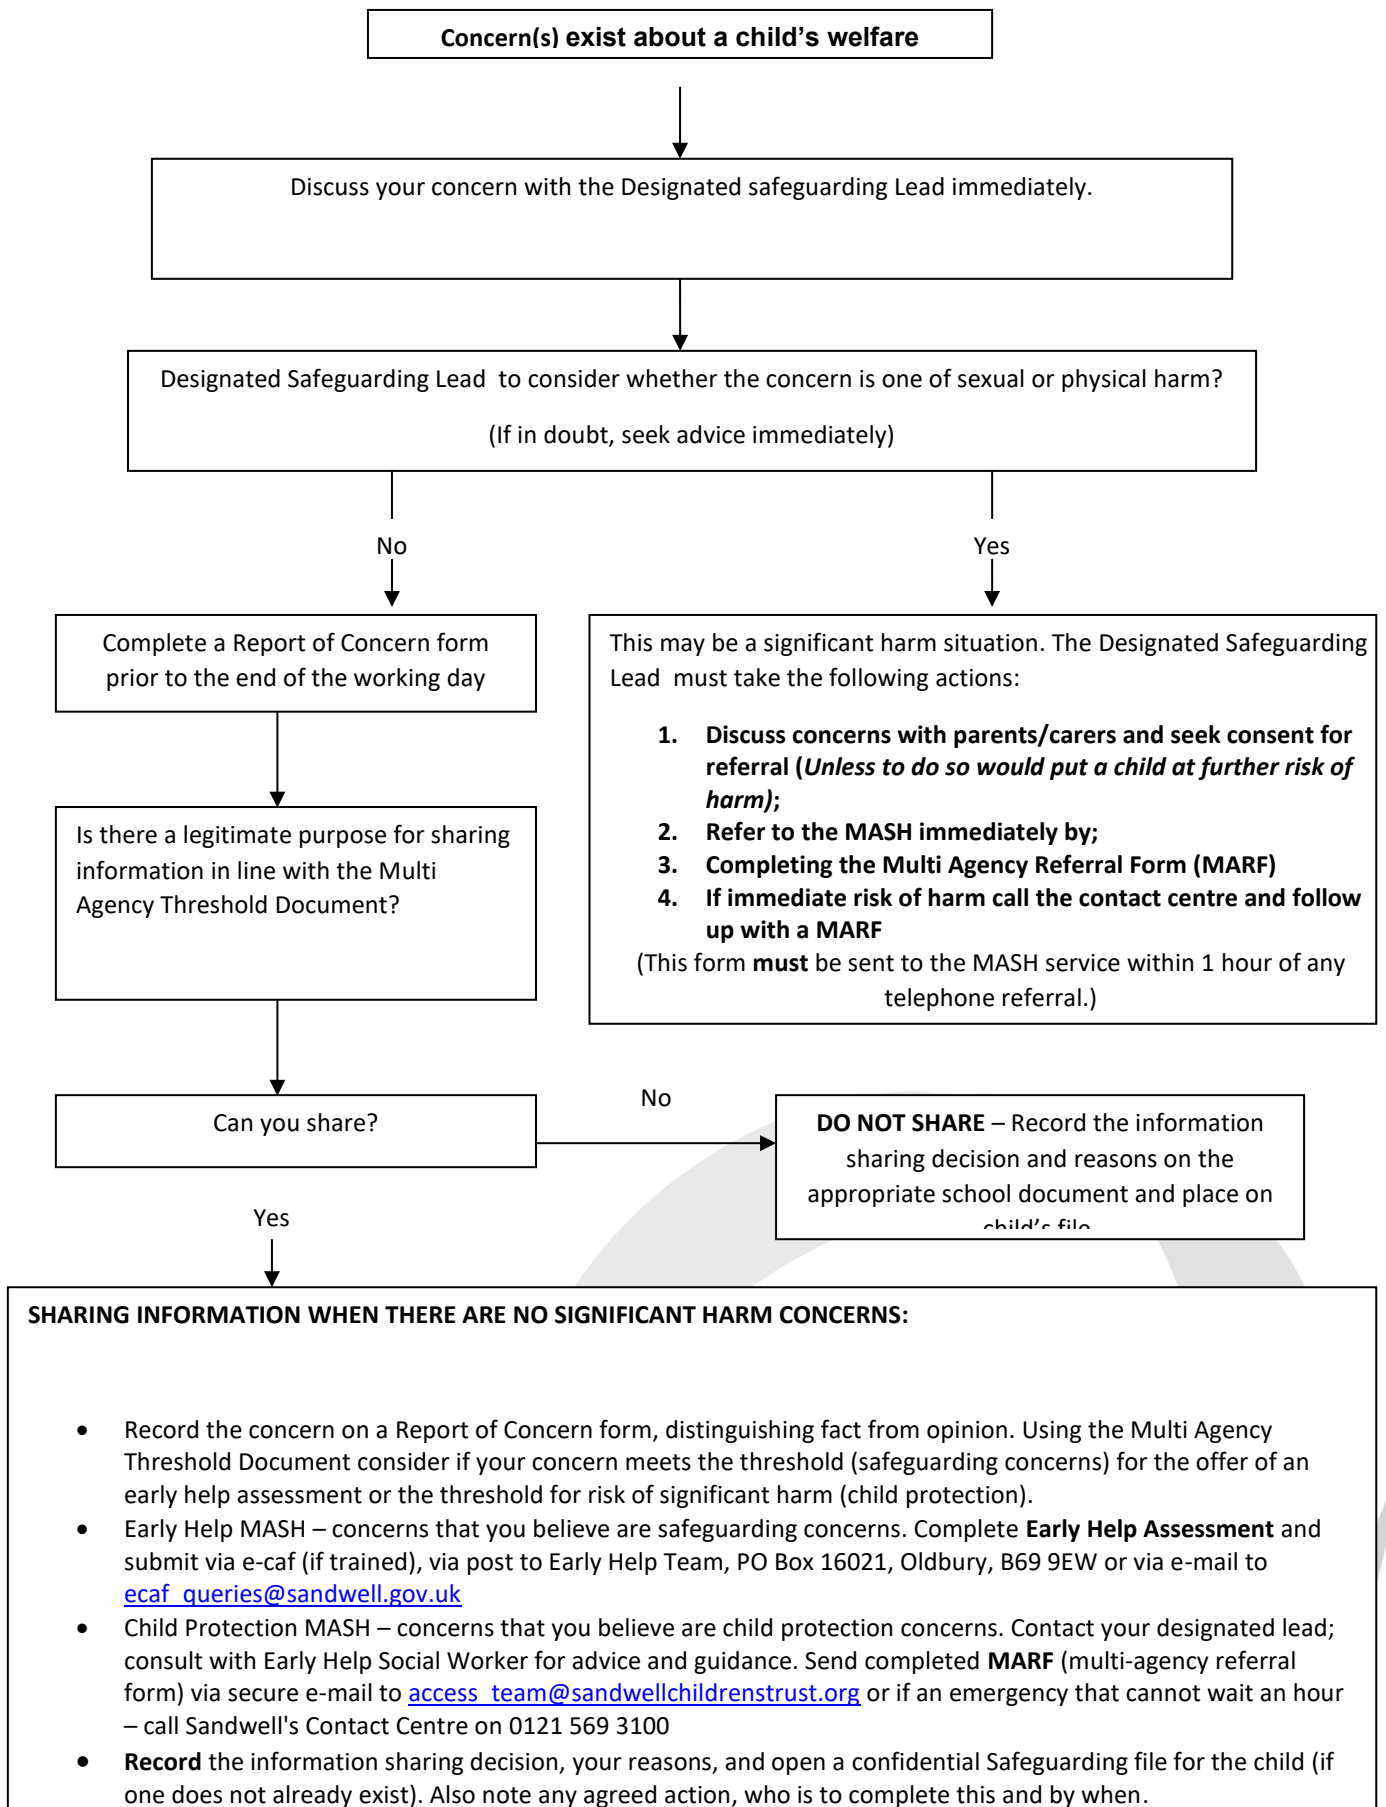 Concern(s) exist about a child’s welfare
Discuss your concern with the Designated safeguarding Lead immediately.
Designated Safeguarding Lead to consider whether the concern is one of sexual or physical harm?
(If in doubt, seek advice immediately)
No
Yes
Complete a Report of Concern form
prior to the end of the working day
This may be a significant harm situation. The Designated Safeguarding
Lead must take the following actions:
1. Discuss concerns with parents/carers and seek consent for
referral (Unless to do so would put a child at further risk of
harm);
2. Refer to the MASH immediately by;
3. Completing the Multi Agency Referral Form (MARF)
4. If immediate risk of harm call the contact centre and follow
up with a MARF
(This form must be sent to the MASH service within 1 hour of any
telephone referral.)
Is there a legitimate purpose for sharing
information in line with the Multi
Agency Threshold Document?
Can you share?
No
DO NOT SHARE – Record the information
sharing decision and reasons on the
appropriate school document and place on
child’s file
Yes
SHARING INFORMATION WHEN THERE ARE NO SIGNIFICANT HARM CONCERNS:
• Record the concern on a Report of Concern form, distinguishing fact from opinion. Using the Multi Agency
Threshold Document consider if your concern meets the threshold (safeguarding concerns) for the offer of an
early help assessment or the threshold for risk of significant harm (child protection).
• Early Help MASH – concerns that you believe are safeguarding concerns. Complete Early Help Assessment and
submit via e-caf (if trained), via post to Early Help Team, PO Box 16021, Oldbury, B69 9EW or via e-mail to
ecaf_queries@sandwell.gov.uk
• Child Protection MASH – concerns that you believe are child protection concerns. Contact your designated lead;
consult with Early Help Social Worker for advice and guidance. Send completed MARF (multi-agency referral
form) via secure e-mail to access_team@sandwellchildrenstrust.org or if an emergency that cannot wait an hour
– call Sandwell's Contact Centre on 0121 569 3100
• Record the information sharing decision, your reasons, and open a confidential Safeguarding file for the child (if
one does not already exist). Also note any agreed action, who is to complete this and by when.